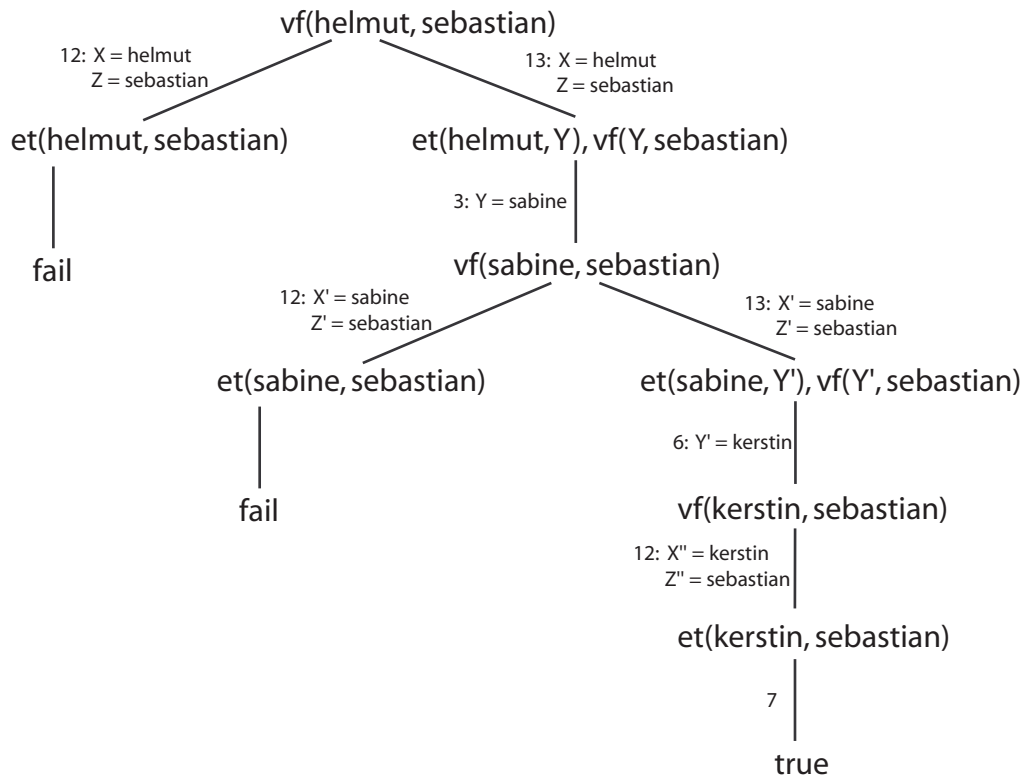 vf(helmut, sebastian)
12: X = helmut
Z = sebastian
13: X = helmut
Z = sebastian
et(helmut, sebastian)
et(helmut, Y), vf(Y, sebastian)
3: Y = sabine
fail
vf(sabine, sebastian)
12: X' = sabine
Z' = sebastian
13: X' = sabine
Z' = sebastian
et(sabine, sebastian)
et(sabine, Y'), vf(Y', sebastian)
6: Y' = kerstin
fail
vf(kerstin, sebastian)
12: X'' = kerstin
Z'' = sebastian
et(kerstin, sebastian)
7
true